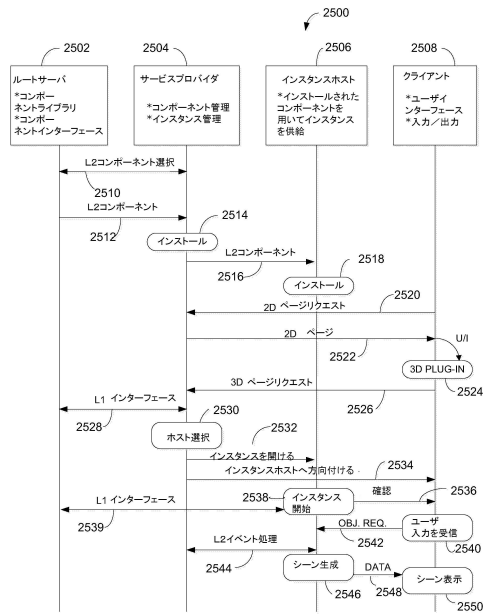 2500
2502
2504
2506
2508
ルートサーバ
*コンポー
ネントライブラリ
*コンポー
ネントインターフェース
サービスプロバイダ
*コンポーネント管理
*インスタンス管理
インスタンスホスト
*インストールされた
コンポーネントを
用いてインスタンス
を供給
クライアント
*ユーザイ
ンターフェース
*入力/出力
L2コンポーネント選択
2510
L2コンポーネント
2512
2514
インストール
L2コンポーネント
2516
2518
インストール
2520
2D ページリクエスト
2D ページ
2522
U/I
3D PLUG-IN
2524
3D ページリクエスト
2526
L1 インターフェース
2528
2530
ホスト選択
2532
インスタンスを開ける
インスタンスホストへ方向付ける
2534
L1 インターフェース
2539
2538
インスタンス
開始
確認
2536
OBJ. REQ.
2542
ユーザ
入力を受信
2540
L2イベント処理
2544
シーン生成
2546
DATA
2548
シーン表示
2550